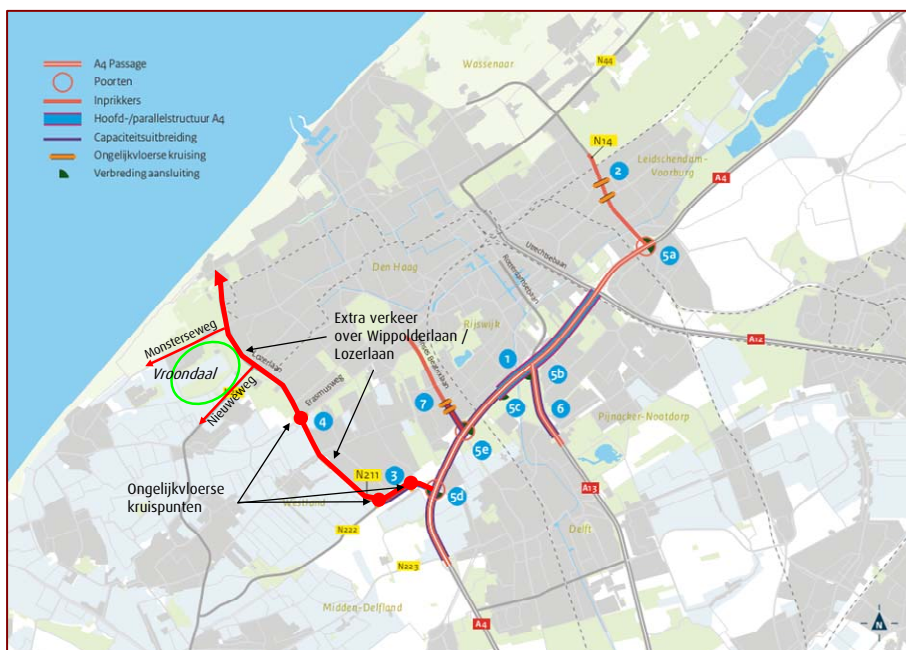 A4 Passage
Poorten
Inprikkers
Hoofd-/parallelstructuur A4
Capaciteitsuitbreiding
Ongelijkvloerse kruising
Verbreding aansluiting
Wassenaar
N44
N14
Leidschendam-
Voorburg
2
A4
5a
Utrechtsebaan
Den Haag
Rotterdamsebaan
Extra verkeer
over Wippolderlaan /
Lozerlaan
Rijswijk
A12
Monsterseweg
Lozerlaan
Vroondaal
Nieuweweg
Erasmusweg
1
5b
5c
6
7
4
Pijnacker-Nootdorp
5e
Ongelijkvloerse
kruispunten
N211
3
5d
A13
Westland
N222
Delft
N223
Midden-Delfland
A4
N